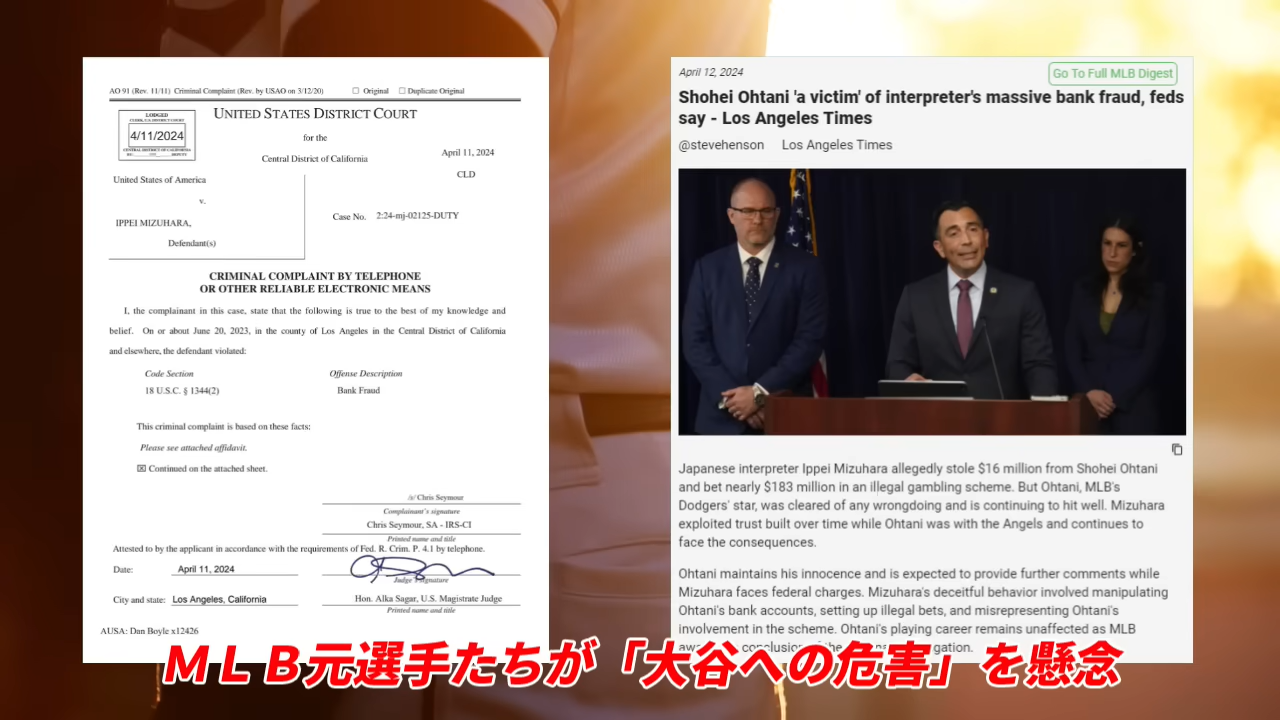 AO 91 (Rev. 11/11) Criminal Complaint (Rev. by USAO on 3/12/20) ☐ Original ☐ Duplicate Original
LODGED
CLERK, U.S. DISTRICT COURT
4/11/2024
CENTRAL DISTRICT OF CALIFORNIA
UNITED STATES DISTRICT COURT
for the
Central District of California
April 11, 2024
CLD
United States of America
v.
IPPEI MIZUHARA,
Defendant(s)
Case No. 2:24-mj-02125-DUTY
CRIMINAL COMPLAINT BY TELEPHONE
OR OTHER RELIABLE ELECTRONIC MEANS
I, the complainant in this case, state that the following is true to the best of my knowledge and
belief. On or about June 20, 2023, in the county of Los Angeles in the Central District of California
and elsewhere, the defendant violated:
Code Section Offense Description
18 U.S.C. § 1344(2) Bank Fraud
This criminal complaint is based on these facts:
Please see attached affidavit.
☒ Continued on the attached sheet.
/s/ Chris Seymour
Complainant's signature
Chris Seymour, SA - IRS-CI
Printed name and title
Attested to by the applicant in accordance with the requirements of Fed. R. Crim. P. 4.1 by telephone.
Date: April 11, 2024
Judge's signature
City and state: Los Angeles, California Hon. Alka Sagar, U.S. Magistrate Judge
Printed name and title
AUSA: Dan Boyle x12426
April 12, 2024
Go To Full MLB Digest
Shohei Ohtani 'a victim' of interpreter's massive bank fraud, feds
say - Los Angeles Times
@stevehenson Los Angeles Times
Japanese interpreter Ippei Mizuhara allegedly stole $16 million from Shohei Ohtani
and bet nearly $183 million in an illegal gambling scheme. But Ohtani, MLB's
Dodgers' star, was cleared of any wrongdoing and is continuing to hit well. Mizuhara
exploited trust built over time while Ohtani was with the Angels and continues to
face the consequences.
Ohtani maintains his innocence and is expected to provide further comments while
Mizuhara faces federal charges. Mizuhara's deceitful behavior involved manipulating
Ohtani's bank accounts, setting up illegal bets, and misrepresenting Ohtani's
involvement in the scheme. Ohtani's playing career remains unaffected as MLB
ＭＬＢ元選手たちが「大谷への危害」を懸念